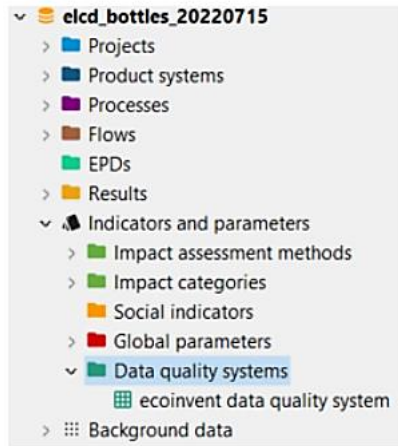 elcd_bottles_20220715
Projects
Product systems
Processes
Flows
EPDs
Results
Indicators and parameters
Impact assessment methods
Impact categories
Social indicators
Global parameters
Data quality systems
ecoinvent data quality system
Background data